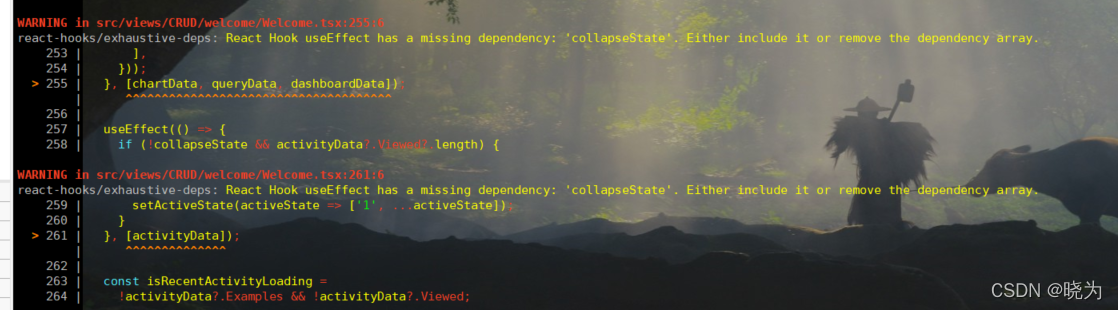 WARNING in src/views/CRUD/welcome/Welcome.tsx:255:6
react-hooks/exhaustive-deps: React Hook useEffect has a missing dependency: 'collapseState'. Either include it or remove the dependency array.
253 |       ],
254 |     }));
> 255 |   }, [chartData, queryData, dashboardData]);
|      ^^^^^^^^^^^^^^^^^^^^^^^^^^^^^^^^^^^
256 |
257 |   useEffect(() => {
258 |     if (!collapseState && activityData?.Viewed?.length) {
WARNING in src/views/CRUD/welcome/Welcome.tsx:261:6
react-hooks/exhaustive-deps: React Hook useEffect has a missing dependency: 'collapseState'. Either include it or remove the dependency array.
259 |       setActiveState(activeState => ['1', ...activeState]);
260 |     }
> 261 |   }, [activityData]);
|      ^^^^^^^^^^^^^^
262 |
263 |   const isRecentActivityLoading =
264 |     !activityData?.Examples && !activityData?.Viewed;
CSDN @晓为